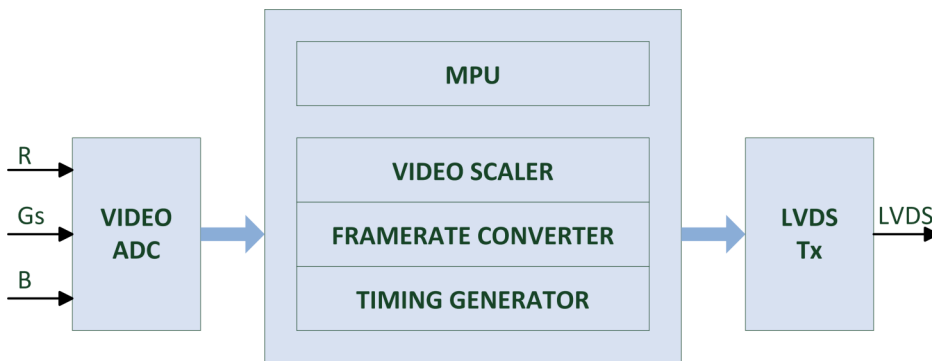 MPU
R
Gs
B
VIDEO
ADC
VIDEO SCALER
FRAMERATE CONVERTER
TIMING GENERATOR
LVDS
Tx
LVDS